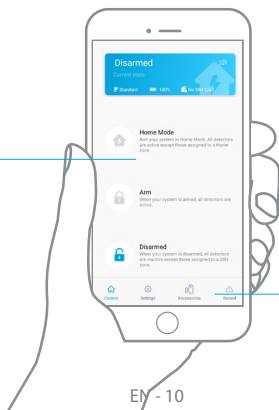 Disarmed
Current state
Standard 100% No SIM Card
Home Mode
Arm your system in Home Mode. All detectors
are active except those assigned to a Home
zone.
Arm
When your system is armed, all detectors are
active.
Disarmed
When your system is disarmed, all detectors
are inactive except those assigned to a 24H
zone.
Control Settings Accessories Record
EN - 10